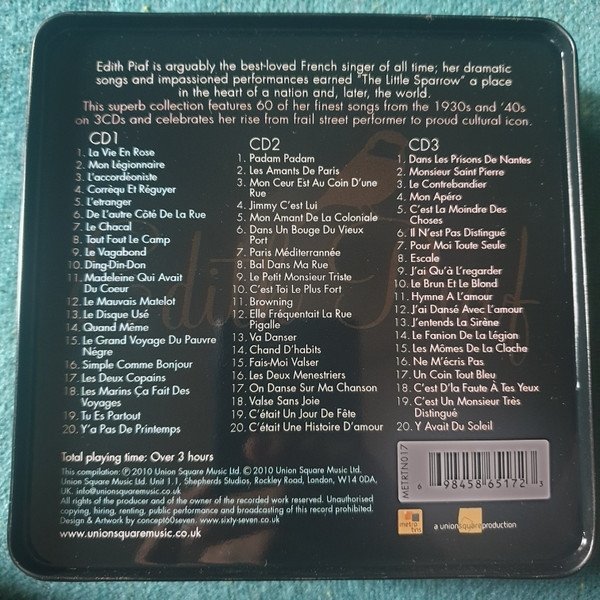 Edith Piaf is arguably the best-loved French singer of all time; her dramatic
songs and impassioned performances earned "The Little Sparrow" a place
in the heart of a nation and, later, the world.
This superb collection features 60 of her finest songs from the 1930s and '40s
on 3CDs and celebrates her rise from frail street performer to proud cultural icon.
CD1
1. La Vie En Rose
2. Mon Légionnaire
3. L'accordéoniste
4. Corrèqu Et Réguyer
5. L'etranger
6. De L'autre Côté De La Rue
7. Le Chacal
8. Tout Fout Le Camp
9. Le Vagabond
10. Ding-Din-Don
11. Madeleine Qui Avait
Du Coeur
12. Le Mauvais Matelot
13. Le Disque Usé
14. Quand Même
15. Le Grand Voyage Du Pauvre
Nègre
16. Simple Comme Bonjour
17. Les Deux Copains
18. Les Marins Ça Fait Des
Voyages
19. Tu Es Partout
20. Y'a Pas De Printemps
CD2
1. Padam Padam
2. Les Amants De Paris
3. Mon Ceur Est Au Coin D'une
Rue
4. Jimmy C'est Lui
5. Mon Amant De La Coloniale
6. Dans Un Bouge Du Vieux
Port
7. Paris Méditerrannée
8. Bal Dans Ma Rue
9. Le Petit Monsieur Triste
10. C'est Toi Le Plus Fort
11. Browning
12. Elle Fréquentait La Rue
Pigalle
13. Va Danser
14. Chand D'habits
15. Fais-Moi Valser
16. Les Deux Menestriers
17. On Danse Sur Ma Chanson
18. Valse Sans Joie
19. C'était Un Jour De Fête
20. C'était Une Histoire D'amour
CD3
1. Dans Les Prisons De Nantes
2. Monsieur Saint Pierre
3. Le Contrebandier
4. Mon Apéro
5. C'est La Moindre Des
Choses
6. Il N'est Pas Distingué
7. Pour Moi Toute Seule
8. Escale
9. J'ai Qu'à L'regarder
10. Le Brun Et Le Blond
11. Hymne A L'amour
12. J'ai Dansé Avec L'amour
13. J'entends La Sirène
14. Le Fanion De La Légion
15. Les Mômes De La Cloche
16. Ne M'écris Pas
17. Un Coin Tout Bleu
18. C'est D'la Faute À Tes Yeux
19. C'est Un Monsieur Très
Distingué
20. Y Avait Du Soleil
Total playing time: Over 3 hours
This compilation: ℗ 2010 Union Square Music Ltd. © 2010 Union Square Music Ltd.
Union Square Music Ltd. Unit 1.1, Shepherds Studios, Rockley Road, London, W14 0DA,
UK. info@unionsquaremusic.co.uk
All rights of the producer and of the owner of the recorded work reserved. Unauthorised
copying, hiring, renting, public performance and broadcasting of this record prohibited.
Design & Artwork by concept60seven. www.sixty-seven.co.uk
www.unionsquaremusic.co.uk
METRTN017
6 98458 65172 3
metro
tins
a unionsquareproduction
Edith Piaf